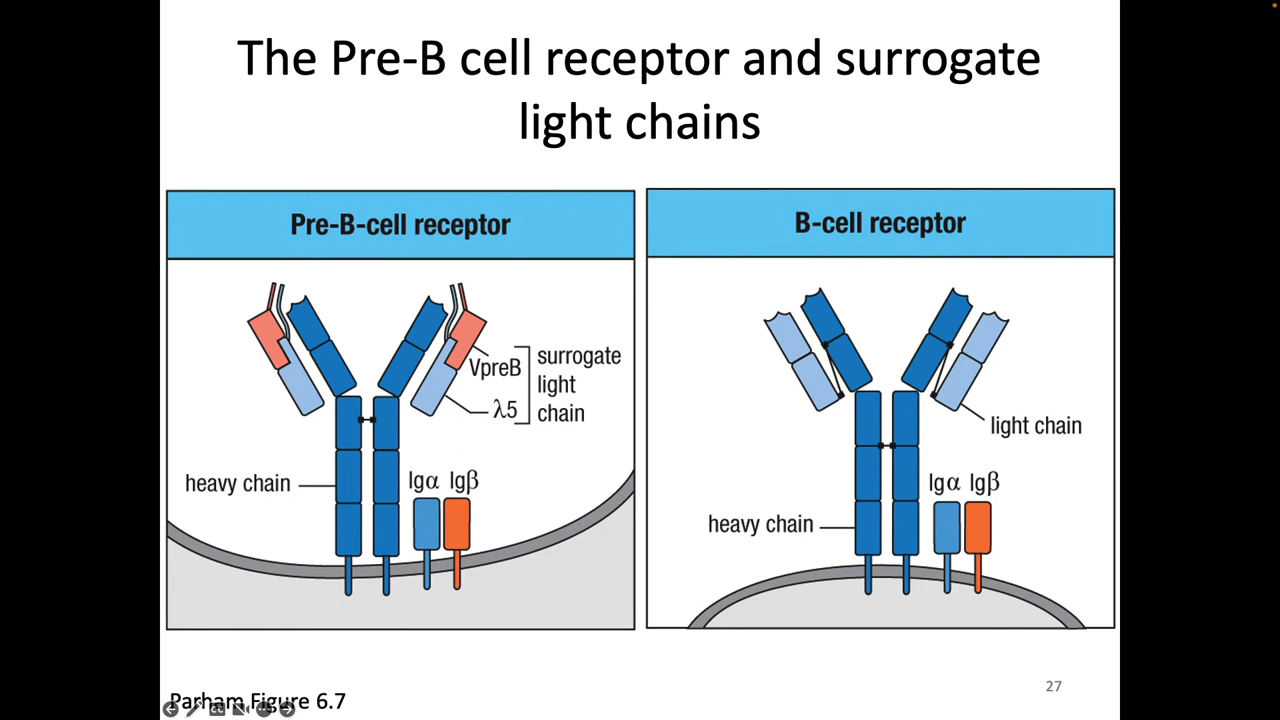 The Pre-B cell receptor and surrogate
light chains
Pre-B-cell receptor
VpreB
λ5
surrogate
light
chain
heavy chain
Igα Igβ
B-cell receptor
light chain
heavy chain
Igα Igβ
Parham Figure 6.7
27